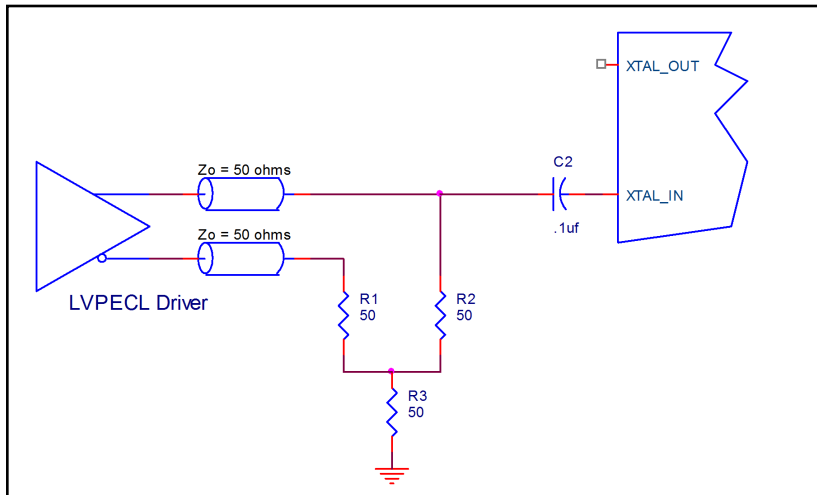 XTAL_OUT
C2
Zo = 50 ohms
XTAL_IN
.1uf
Zo = 50 ohms
LVPECL Driver
R1
50
R2
50
R3
50